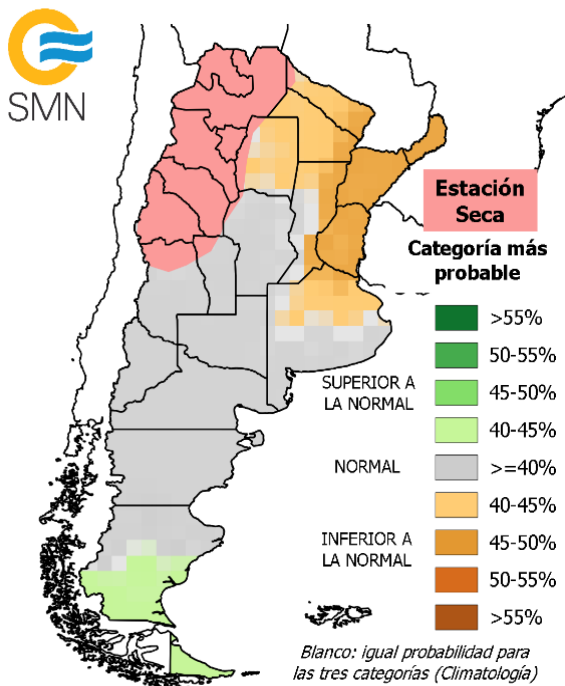 SMN
Estación
Seca
Categoría más
probable
>55%
50-55%
SUPERIOR A
LA NORMAL
45-50%
40-45%
NORMAL
>=40%
40-45%
INFERIOR A
LA NORMAL
45-50%
50-55%
>55%
Blanco: igual probabilidad para
las tres categorías (Climatología)